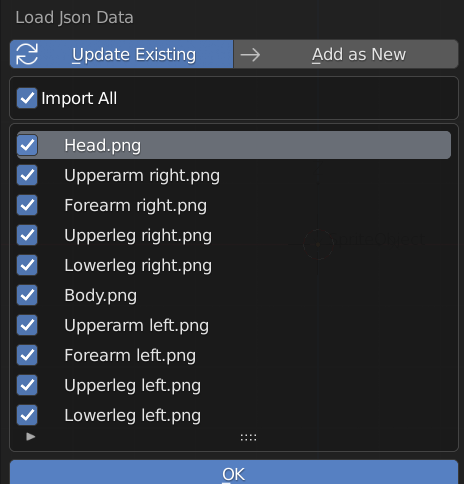 Load Json Data
Update Existing
Add as New
Import All
Head.png
Upperarm right.png
Forearm right.png
Upperleg right.png
Lowerleg right.png
Body.png
Upperarm left.png
Forearm left.png
Upperleg left.png
Lowerleg left.png
OK